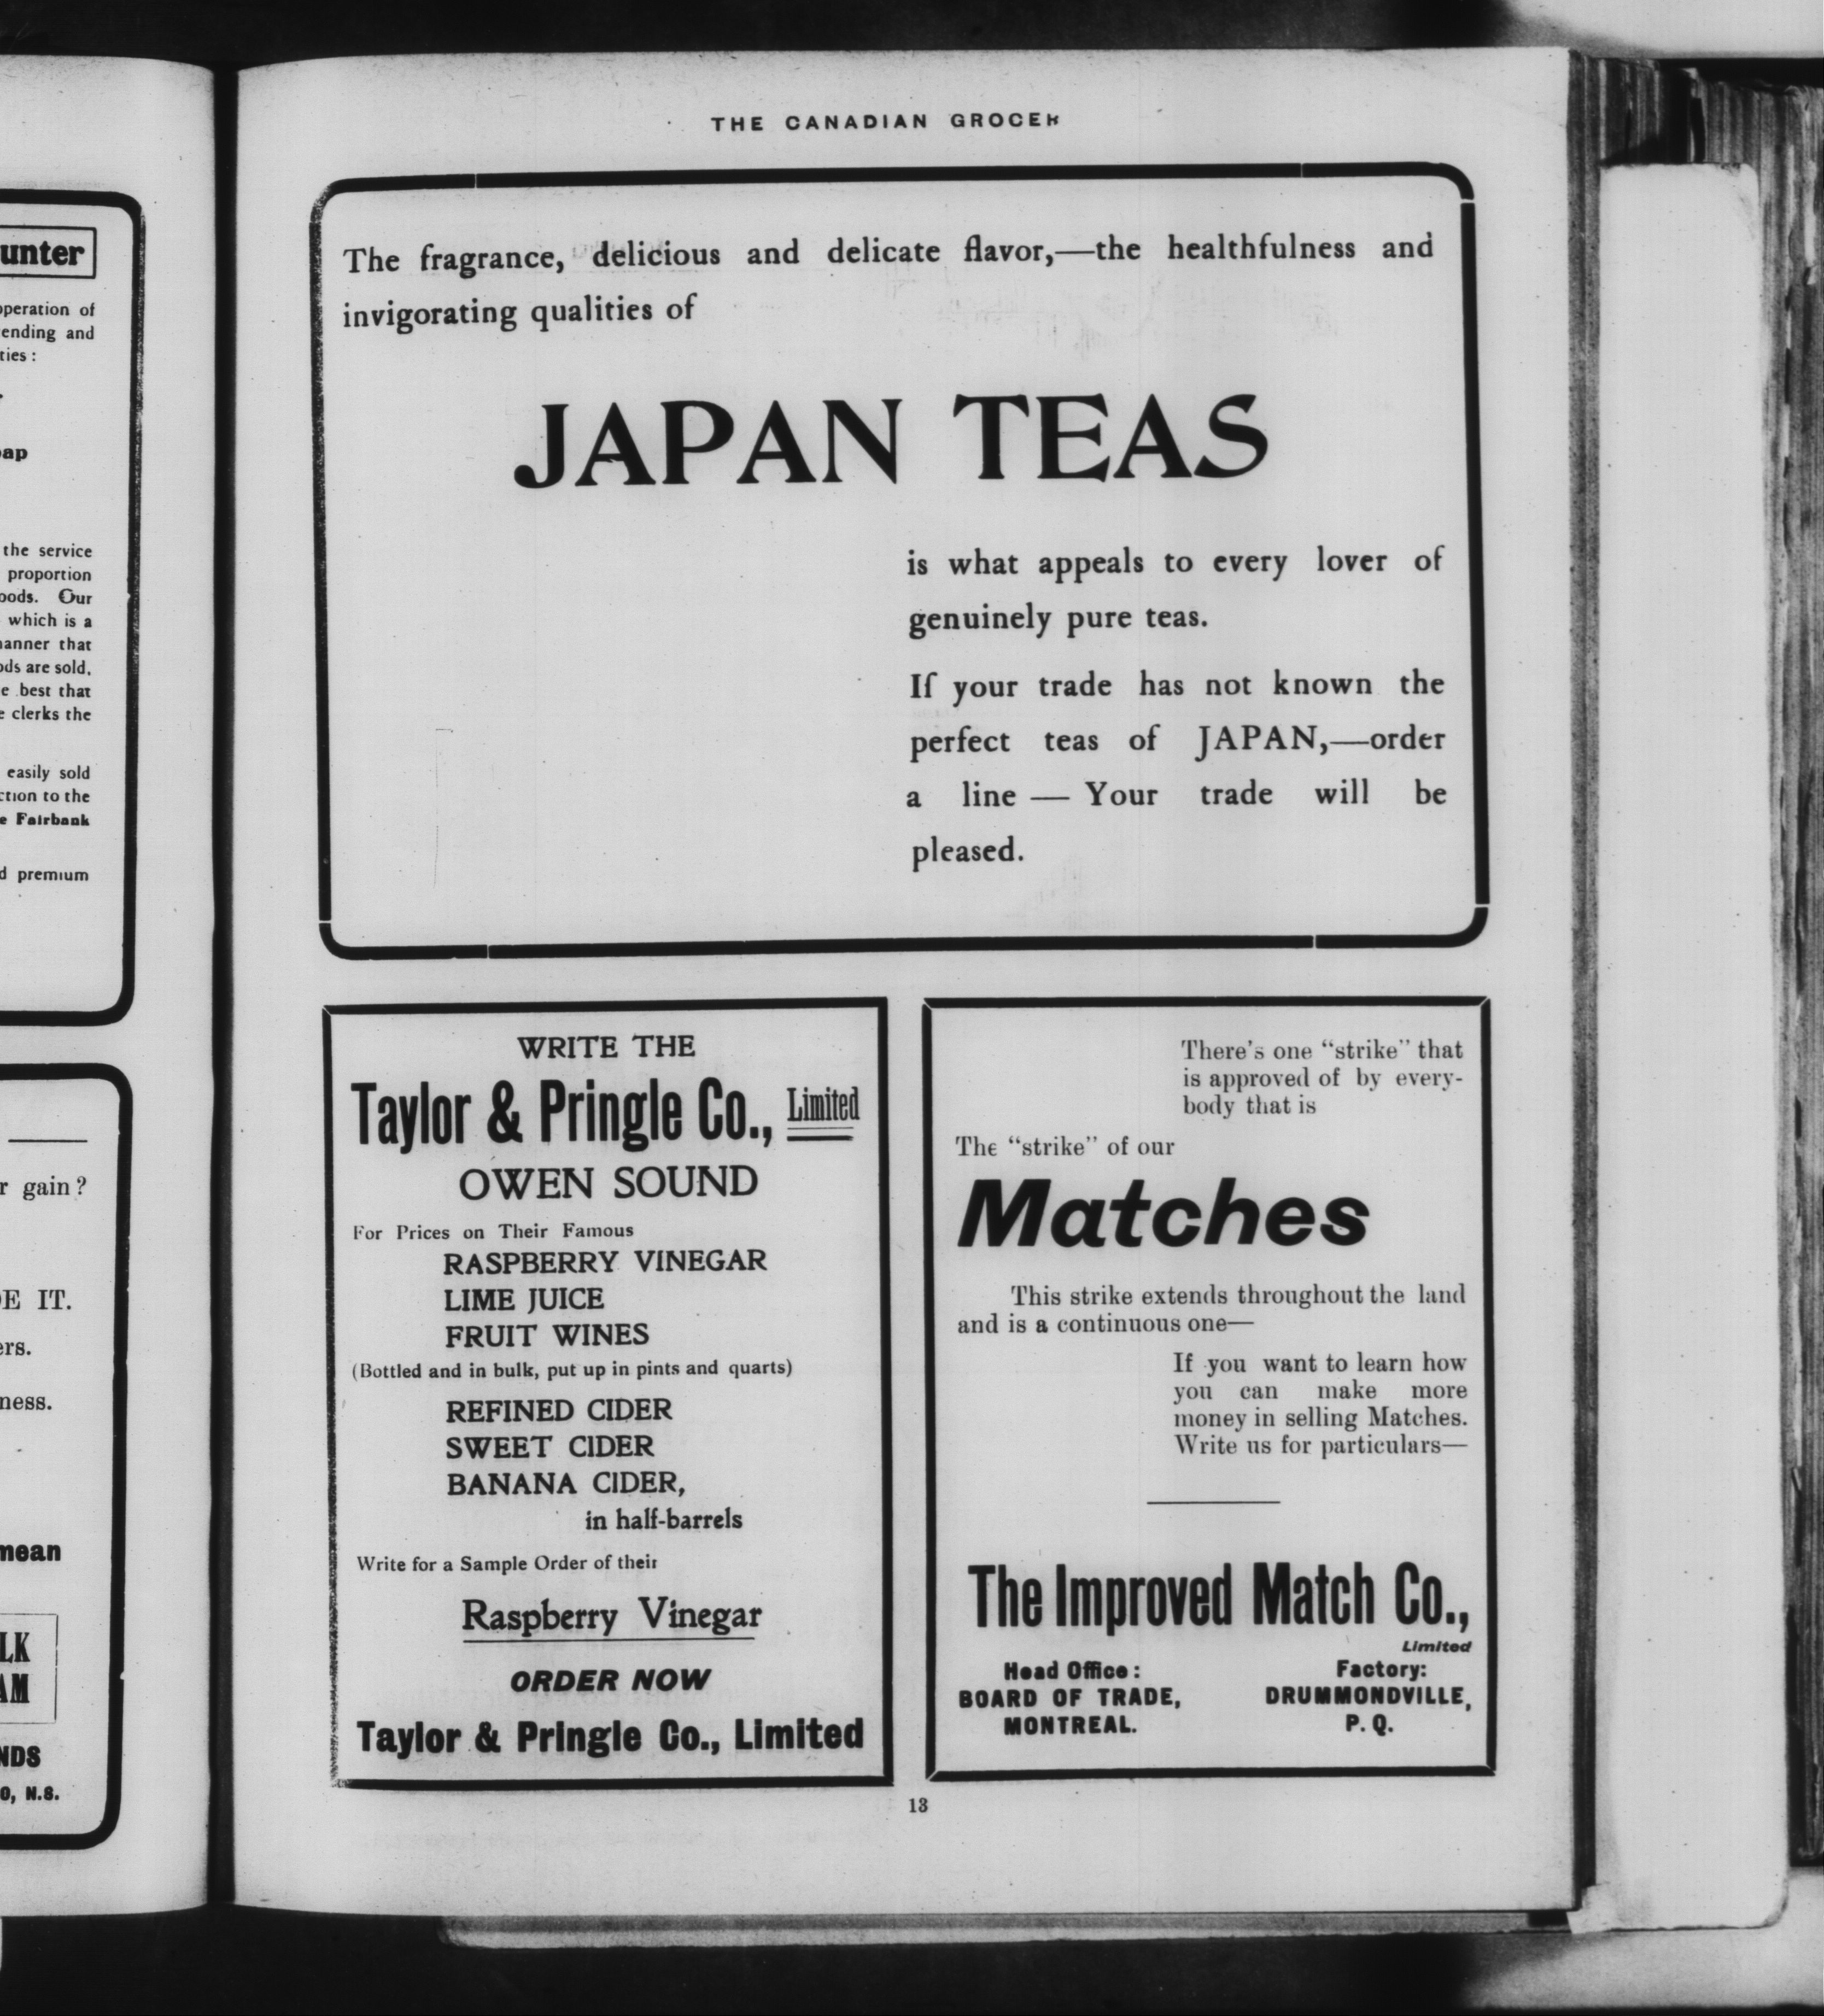 unter
operation of
ending and
ties :
ap
the service
proportion
oods. Our
which is a
manner that
ods are sold,
e best that
e clerks the
easily sold
ction to the
e Fairbank
d premium
r gain?
DE IT.
ers.
ness.
mean
LK
AM
NDS
O, N.S.
THE CANADIAN GROCER
The fragrance, delicious and delicate flavor,—the healthfulness and
invigorating qualities of
JAPAN TEAS
is what appeals to every lover of
genuinely pure teas.
If your trade has not known the
perfect teas of JAPAN,—order
a line — Your trade will be
pleased.
WRITE THE
Taylor & Pringle Co., Limited
OWEN SOUND
For Prices on Their Famous
RASPBERRY VINEGAR
LIME JUICE
FRUIT WINES
(Bottled and in bulk, put up in pints and quarts)
REFINED CIDER
SWEET CIDER
BANANA CIDER,
in half-barrels
Write for a Sample Order of their
Raspberry Vinegar
ORDER NOW
Taylor & Pringle Co., Limited
There's one "strike" that
is approved of by every-
body that is
The "strike" of our
Matches
This strike extends throughout the land
and is a continuous one—
If you want to learn how
you can make more
money in selling Matches.
Write us for particulars—
The Improved Match Co.,
Limited
Head Office :
BOARD OF TRADE,
MONTREAL.
Factory:
DRUMMONDVILLE,
P. Q.
13